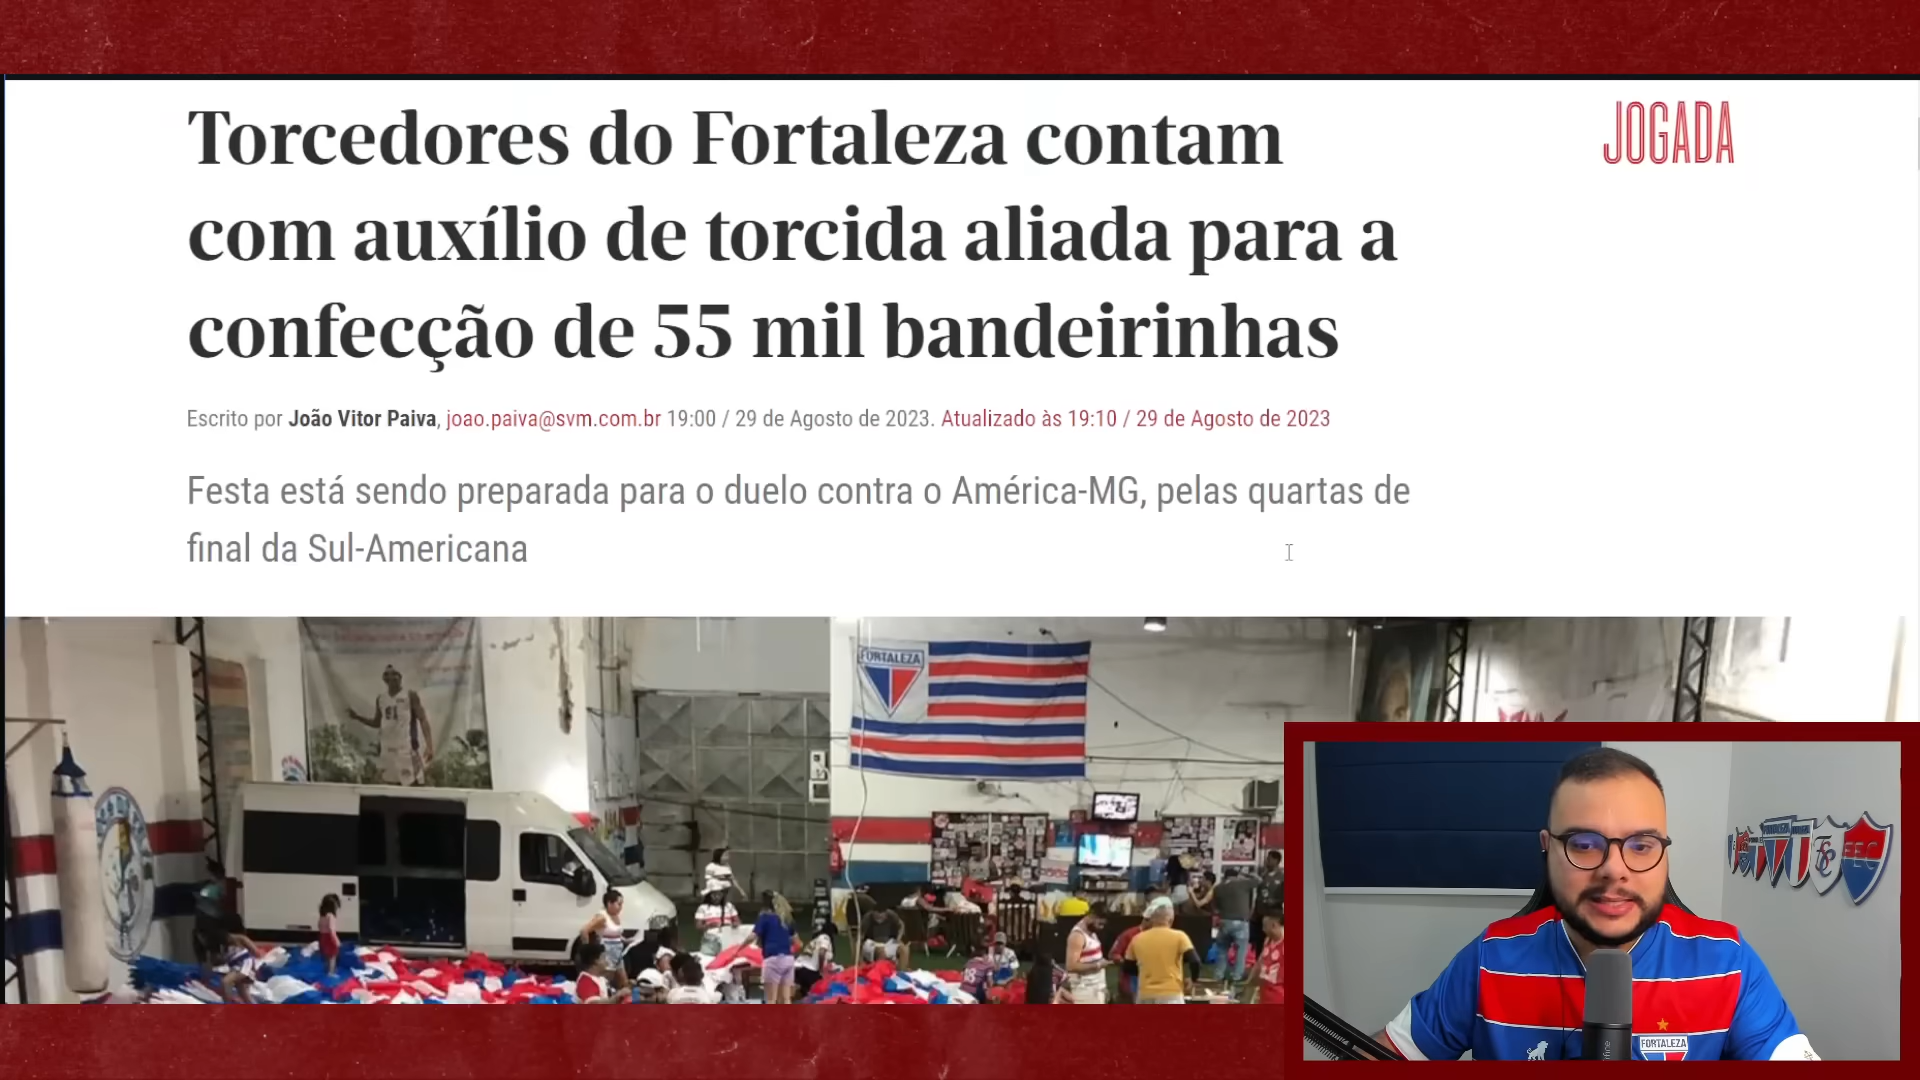 Torcedores do Fortaleza contam
com auxílio de torcida aliada para a
confecção de 55 mil bandeirinhas
JOGADA
Escrito por João Vitor Paiva, joao.paiva@svm.com.br 19:00 / 29 de Agosto de 2023. Atualizado às 19:10 / 29 de Agosto de 2023
Festa está sendo preparada para o duelo contra o América-MG, pelas quartas de
final da Sul-Americana
FORTALEZA
FEC
FORTALEZA